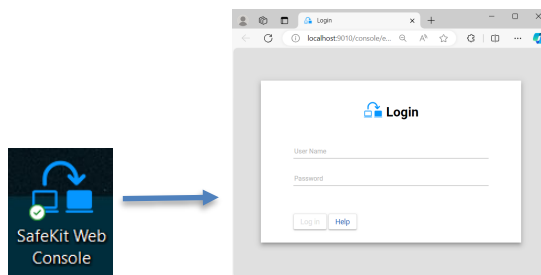 Login
localhost:9010/console/e...
Login
User Name
Password
Log in
Help
SafeKit Web
Console